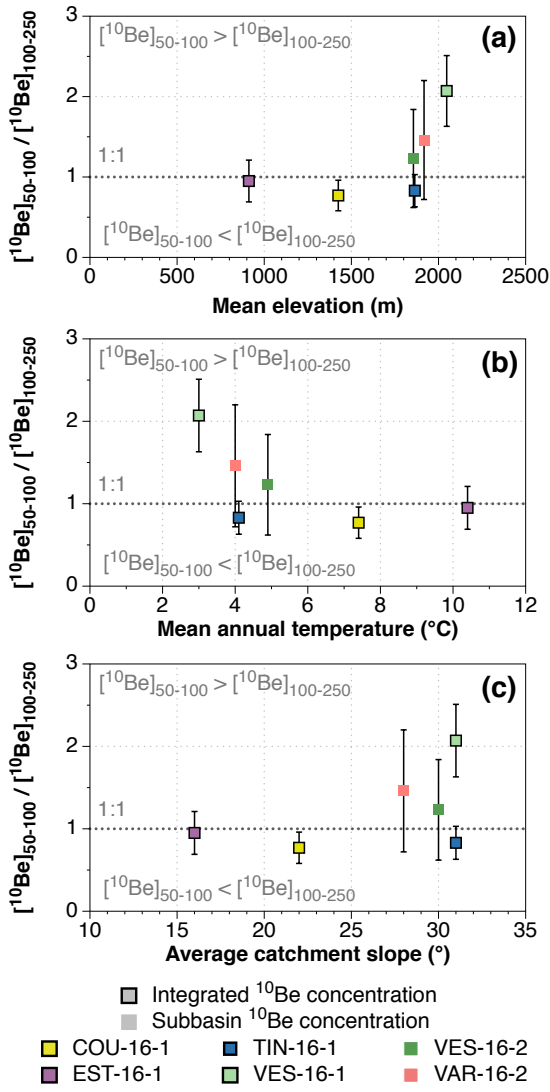 (a)
[¹⁰Be]₅₀₋₁₀₀ > [¹⁰Be]₁₀₀₋₂₅₀
3
2
1
0
1:1
[¹⁰Be]₅₀₋₁₀₀ < [¹⁰Be]₁₀₀₋₂₅₀
[¹⁰Be]₅₀₋₁₀₀ / [¹⁰Be]₁₀₀₋₂₅₀
0 500 1000 1500 2000 2500
Mean elevation (m)
(b)
[¹⁰Be]₅₀₋₁₀₀ > [¹⁰Be]₁₀₀₋₂₅₀
3
2
1
0
1:1
[¹⁰Be]₅₀₋₁₀₀ < [¹⁰Be]₁₀₀₋₂₅₀
[¹⁰Be]₅₀₋₁₀₀ / [¹⁰Be]₁₀₀₋₂₅₀
0 2 4 6 8 10 12
Mean annual temperature (°C)
(c)
[¹⁰Be]₅₀₋₁₀₀ > [¹⁰Be]₁₀₀₋₂₅₀
3
2
1
0
1:1
[¹⁰Be]₅₀₋₁₀₀ < [¹⁰Be]₁₀₀₋₂₅₀
[¹⁰Be]₅₀₋₁₀₀ / [¹⁰Be]₁₀₀₋₂₅₀
10 15 20 25 30 35
Average catchment slope (°)
Integrated ¹⁰Be concentration
Subbasin ¹⁰Be concentration
COU-16-1 TIN-16-1 VES-16-2
EST-16-1 VES-16-1 VAR-16-2